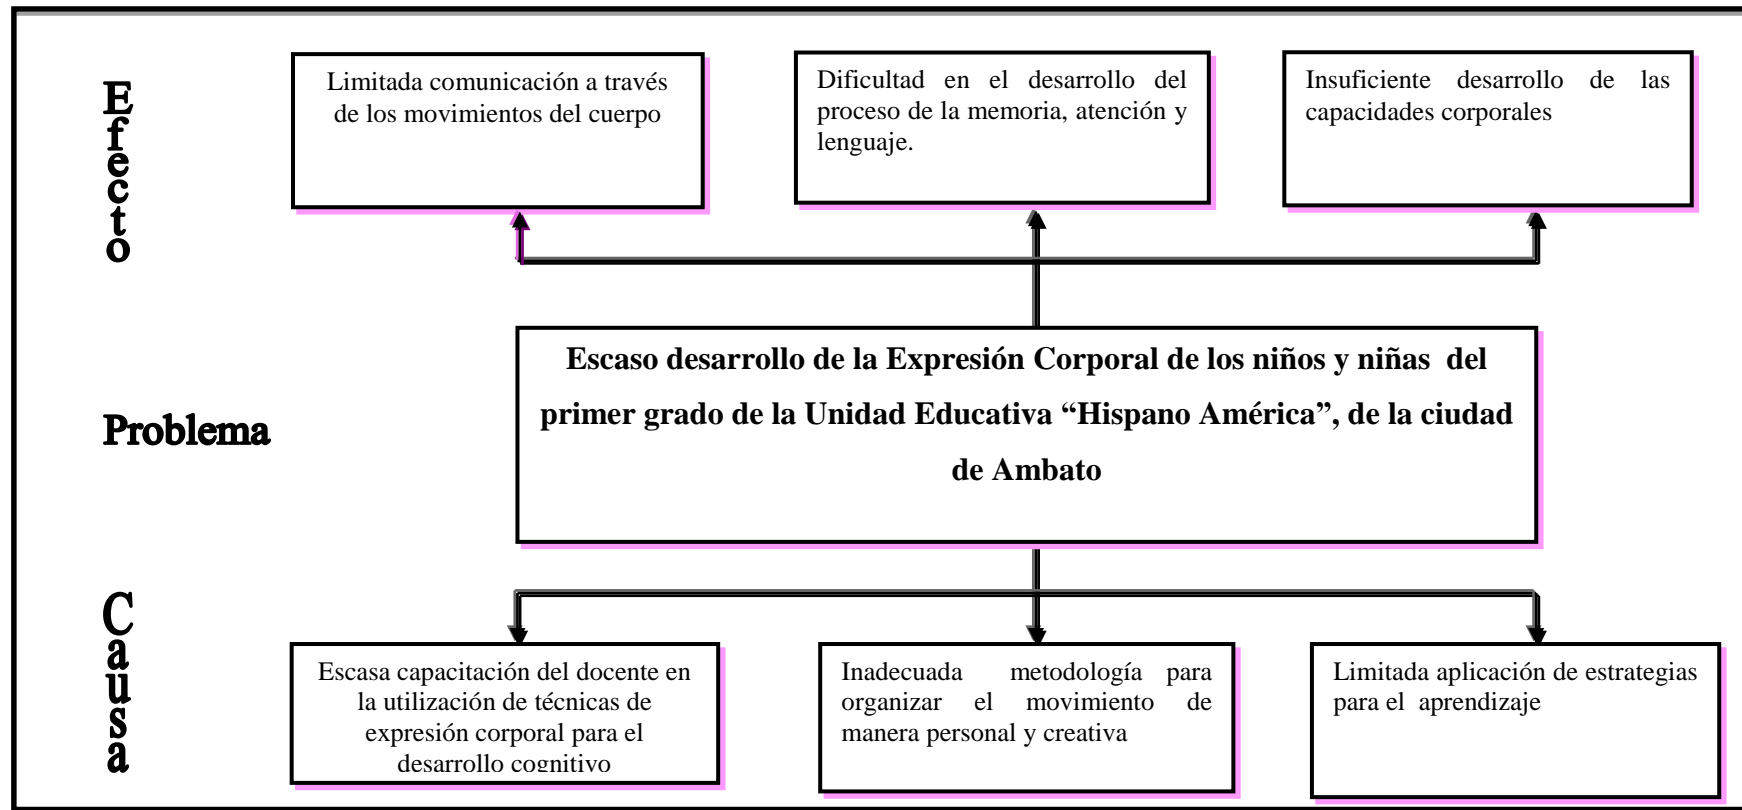 Efecto
Limitada comunicación a través
de los movimientos del cuerpo
Dificultad en el desarrollo del
proceso de la memoria, atención y
lenguaje.
Insuficiente desarrollo de las
capacidades corporales
Problema
Escaso desarrollo de la Expresión Corporal de los niños y niñas del
primer grado de la Unidad Educativa “Hispano América”, de la ciudad
de Ambato
Causa
Escasa capacitación del docente en
la utilización de técnicas de
expresión corporal para el
desarrollo cognitivo
Inadecuada metodología para
organizar el movimiento de
manera personal y creativa
Limitada aplicación de estrategias
para el aprendizaje